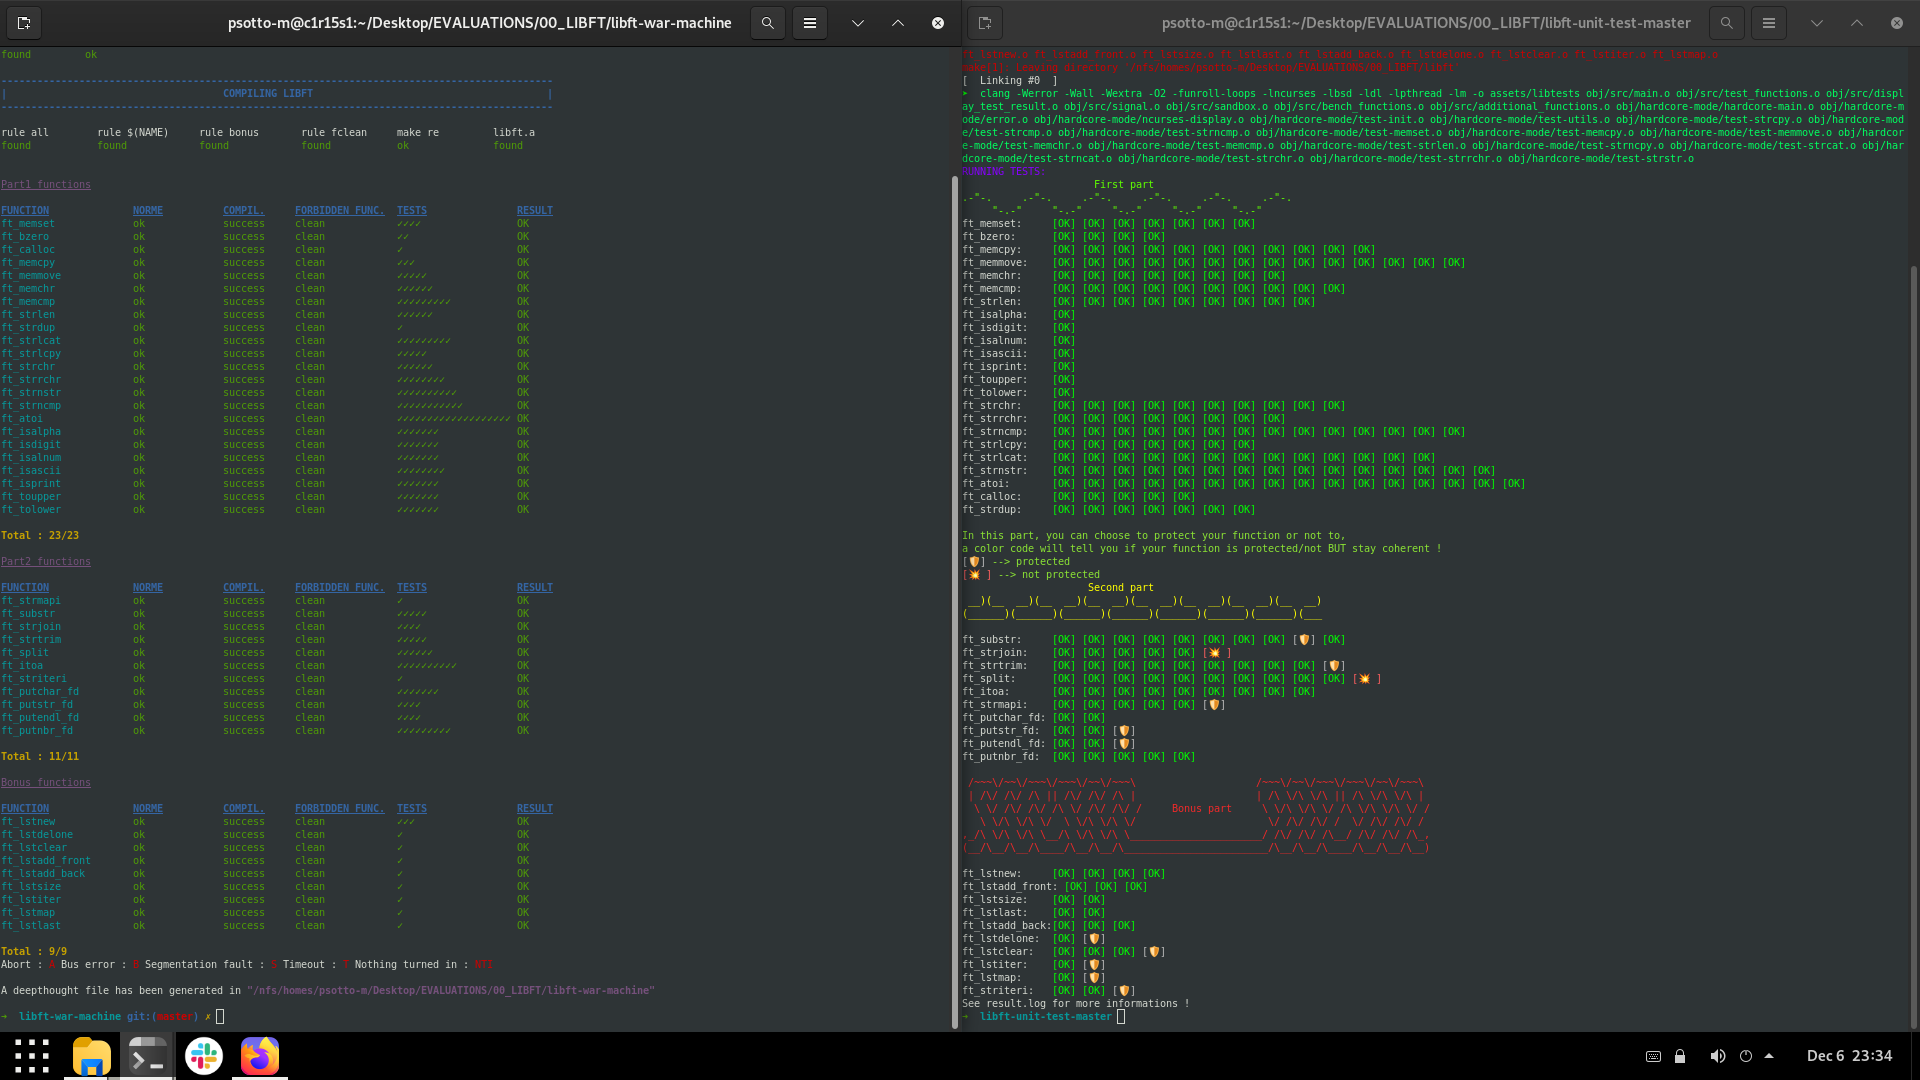 psotto-m@c1r15s1:~/Desktop/EVALUATIONS/00_LIBFT/libft-war-machine
found ok
COMPILING LIBFT
rule all rule $(NAME) rule bonus rule fclean make re libft.a
found found found found ok found
Part1 functions
FUNCTION NORME COMPIL. FORBIDDEN FUNC. TESTS RESULT
ft_memset ok success clean ✓✓✓✓ OK
ft_bzero ok success clean ✓✓ OK
ft_calloc ok success clean ✓ OK
ft_memcpy ok success clean ✓✓✓ OK
ft_memmove ok success clean ✓✓✓✓✓ OK
ft_memchr ok success clean ✓✓✓✓✓✓ OK
ft_memcmp ok success clean ✓✓✓✓✓✓✓✓✓ OK
ft_strlen ok success clean ✓✓✓✓✓✓ OK
ft_strdup ok success clean ✓ OK
ft_strlcat ok success clean ✓✓✓✓✓✓✓✓✓ OK
ft_strlcpy ok success clean ✓✓✓✓✓ OK
ft_strchr ok success clean ✓✓✓✓✓✓ OK
ft_strrchr ok success clean ✓✓✓✓✓✓✓✓ OK
ft_strnstr ok success clean ✓✓✓✓✓✓✓✓✓✓ OK
ft_strncmp ok success clean ✓✓✓✓✓✓✓✓✓✓✓ OK
ft_atoi ok success clean ✓✓✓✓✓✓✓✓✓✓✓✓✓✓✓✓✓✓✓ OK
ft_isalpha ok success clean ✓✓✓✓✓✓✓ OK
ft_isdigit ok success clean ✓✓✓✓✓✓✓ OK
ft_isalnum ok success clean ✓✓✓✓✓✓✓ OK
ft_isascii ok success clean ✓✓✓✓✓✓✓✓ OK
ft_isprint ok success clean ✓✓✓✓✓✓✓ OK
ft_toupper ok success clean ✓✓✓✓✓✓✓ OK
ft_tolower ok success clean ✓✓✓✓✓✓✓ OK
Total : 23/23
Part2 functions
FUNCTION NORME COMPIL. FORBIDDEN FUNC. TESTS RESULT
ft_strmapi ok success clean ✓ OK
ft_substr ok success clean ✓✓✓✓✓ OK
ft_strjoin ok success clean ✓✓✓✓ OK
ft_strtrim ok success clean ✓✓✓✓✓ OK
ft_split ok success clean ✓✓✓✓✓✓ OK
ft_itoa ok success clean ✓✓✓✓✓✓✓✓✓✓ OK
ft_striteri ok success clean ✓ OK
ft_putchar_fd ok success clean ✓✓✓✓✓✓✓ OK
ft_putstr_fd ok success clean ✓✓✓✓ OK
ft_putendl_fd ok success clean ✓✓✓✓ OK
ft_putnbr_fd ok success clean ✓✓✓✓✓✓✓✓✓ OK
Total : 11/11
Bonus functions
FUNCTION NORME COMPIL. FORBIDDEN FUNC. TESTS RESULT
ft_lstnew ok success clean ✓✓✓ OK
ft_lstdelone ok success clean ✓ OK
ft_lstclear ok success clean ✓ OK
ft_lstadd_front ok success clean ✓ OK
ft_lstadd_back ok success clean ✓ OK
ft_lstsize ok success clean ✓ OK
ft_lstiter ok success clean ✓ OK
ft_lstmap ok success clean ✓ OK
ft_lstlast ok success clean ✓ OK
Total : 9/9
Abort : A Bus error : B Segmentation fault : S Timeout : T Nothing turned in : NTI
A deepthought file has been generated in "/nfs/homes/psotto-m/Desktop/EVALUATIONS/00_LIBFT/libft-war-machine"
➜ libft-war-machine git:(master) ✗
psotto-m@c1r15s1:~/Desktop/EVALUATIONS/00_LIBFT/libft-unit-test-master
ft_lstnew.o ft_lstadd_front.o ft_lstsize.o ft_lstlast.o ft_lstadd_back.o ft_lstdelone.o ft_lstclear.o ft_lstiter.o ft_lstmap.o
make[1]: Leaving directory '/nfs/homes/psotto-m/Desktop/EVALUATIONS/00_LIBFT/libft'
[ Linking #0 ]
➤ clang -Werror -Wall -Wextra -O2 -funroll-loops -lncurses -lbsd -ldl -lpthread -lm -o assets/libtests obj/src/main.o obj/src/test_functions.o obj/src/displ
ay_test_result.o obj/src/signal.o obj/src/sandbox.o obj/src/bench_functions.o obj/src/additional_functions.o obj/hardcore-mode/hardcore-main.o obj/hardcore-
mode/error.o obj/hardcore-mode/ncurses-display.o obj/hardcore-mode/test-init.o obj/hardcore-mode/test-utils.o obj/hardcore-mode/test-strcpy.o obj/hardcore-mod
e/test-strcmp.o obj/hardcore-mode/test-strncmp.o obj/hardcore-mode/test-memset.o obj/hardcore-mode/test-memcpy.o obj/hardcore-mode/test-memmove.o obj/hardcor
e-mode/test-memchr.o obj/hardcore-mode/test-memcmp.o obj/hardcore-mode/test-strlen.o obj/hardcore-mode/test-strncpy.o obj/hardcore-mode/test-strcat.o obj/har
dcore-mode/test-strncat.o obj/hardcore-mode/test-strchr.o obj/hardcore-mode/test-strrchr.o obj/hardcore-mode/test-strstr.o
RUNNING TESTS:
First part
ft_memset: [OK] [OK] [OK] [OK] [OK] [OK] [OK]
ft_bzero: [OK] [OK] [OK] [OK]
ft_memcpy: [OK] [OK] [OK] [OK] [OK] [OK] [OK] [OK] [OK] [OK] [OK]
ft_memmove: [OK] [OK] [OK] [OK] [OK] [OK] [OK] [OK] [OK] [OK] [OK] [OK] [OK] [OK]
ft_memchr: [OK] [OK] [OK] [OK] [OK] [OK] [OK] [OK]
ft_memcmp: [OK] [OK] [OK] [OK] [OK] [OK] [OK] [OK] [OK] [OK]
ft_strlen: [OK] [OK] [OK] [OK] [OK] [OK] [OK] [OK] [OK]
ft_isalpha: [OK]
ft_isdigit: [OK]
ft_isalnum: [OK]
ft_isascii: [OK]
ft_isprint: [OK]
ft_toupper: [OK]
ft_tolower: [OK]
ft_strchr: [OK] [OK] [OK] [OK] [OK] [OK] [OK] [OK] [OK] [OK]
ft_strrchr: [OK] [OK] [OK] [OK] [OK] [OK] [OK] [OK]
ft_strncmp: [OK] [OK] [OK] [OK] [OK] [OK] [OK] [OK] [OK] [OK] [OK] [OK] [OK] [OK]
ft_strlcpy: [OK] [OK] [OK] [OK] [OK] [OK] [OK]
ft_strlcat: [OK] [OK] [OK] [OK] [OK] [OK] [OK] [OK] [OK] [OK] [OK] [OK] [OK]
ft_strnstr: [OK] [OK] [OK] [OK] [OK] [OK] [OK] [OK] [OK] [OK] [OK] [OK] [OK] [OK] [OK]
ft_atoi: [OK] [OK] [OK] [OK] [OK] [OK] [OK] [OK] [OK] [OK] [OK] [OK] [OK] [OK] [OK] [OK]
ft_calloc: [OK] [OK] [OK] [OK] [OK]
ft_strdup: [OK] [OK] [OK] [OK] [OK] [OK] [OK]
In this part, you can choose to protect your function or not to,
a color code will tell you if your function is protected/not BUT stay coherent !
[🛡] --> protected
[💥 ] --> not protected
Second part
ft_substr: [OK] [OK] [OK] [OK] [OK] [OK] [OK] [OK] [🛡] [OK]
ft_strjoin: [OK] [OK] [OK] [OK] [OK] [💥 ]
ft_strtrim: [OK] [OK] [OK] [OK] [OK] [OK] [OK] [OK] [OK] [🛡]
ft_split: [OK] [OK] [OK] [OK] [OK] [OK] [OK] [OK] [OK] [OK] [💥 ]
ft_itoa: [OK] [OK] [OK] [OK] [OK] [OK] [OK] [OK] [OK]
ft_strmapi: [OK] [OK] [OK] [OK] [OK] [🛡]
ft_putchar_fd: [OK] [OK]
ft_putstr_fd: [OK] [OK] [🛡]
ft_putendl_fd: [OK] [OK] [🛡]
ft_putnbr_fd: [OK] [OK] [OK] [OK] [OK]
Bonus part
ft_lstnew: [OK] [OK] [OK] [OK]
ft_lstadd_front: [OK] [OK] [OK]
ft_lstsize: [OK] [OK]
ft_lstlast: [OK] [OK]
ft_lstadd_back:[OK] [OK] [OK]
ft_lstdelone: [OK] [🛡]
ft_lstclear: [OK] [OK] [OK] [🛡]
ft_lstiter: [OK] [🛡]
ft_lstmap: [OK] [🛡]
ft_striteri: [OK] [OK] [🛡]
See result.log for more informations !
➜ libft-unit-test-master
Dec 6 23:34